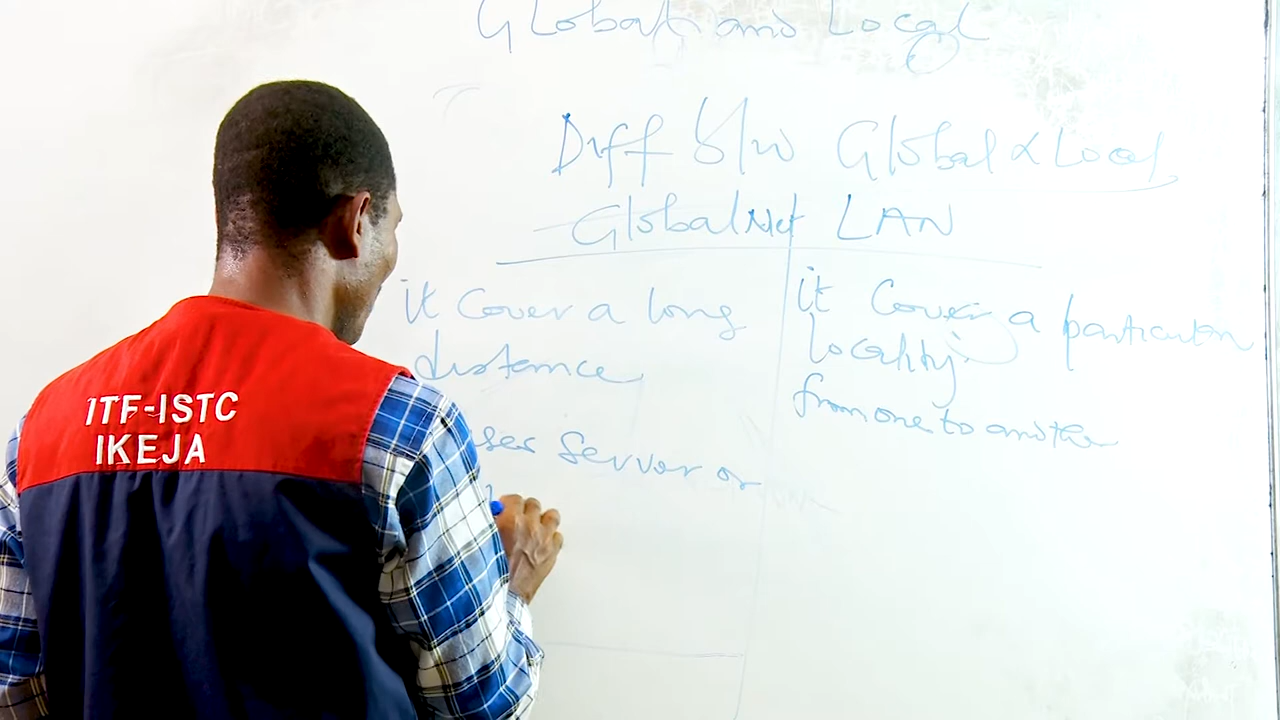 Global and Local
Diff b/w Global & Local
GlobalNet LAN
it Cover a long
distance
ses Server or
it Cover a particular
locality
from one to another
ITF-ISTC
IKEJA